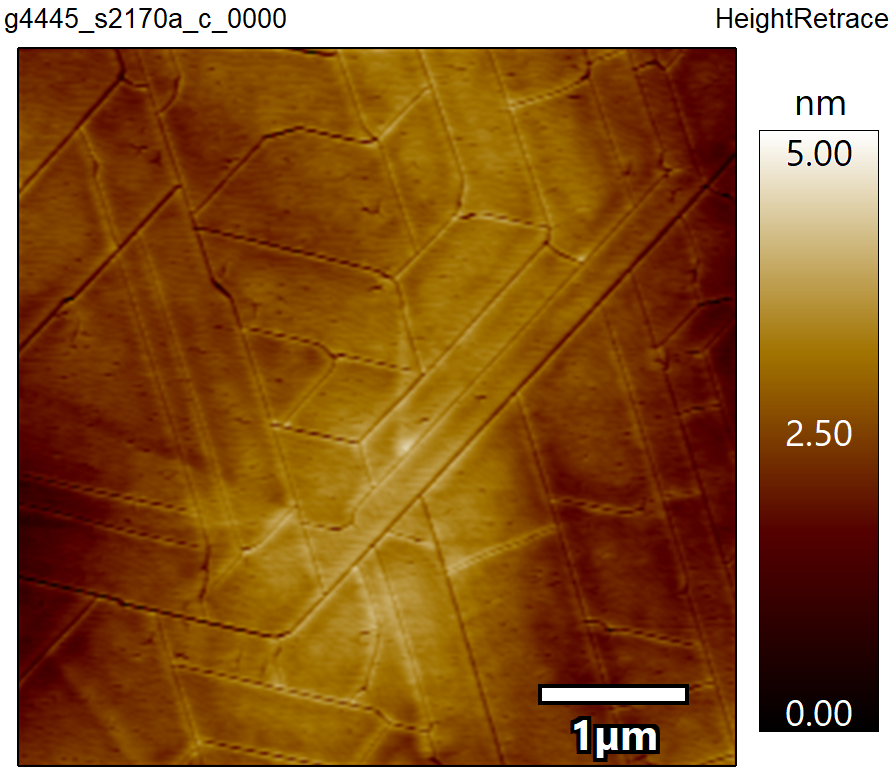 g4445_s2170a_c_0000
HeightRetrace
nm
5.00
2.50
0.00
1µm